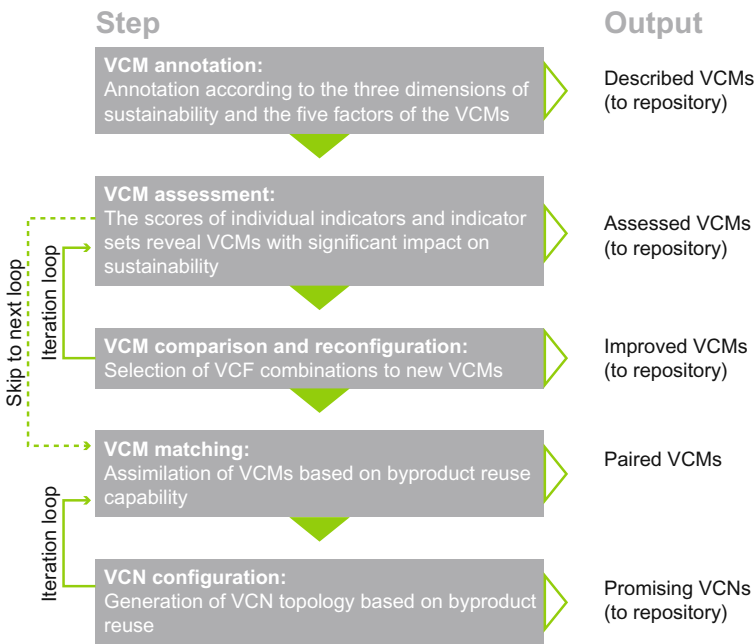 Step
Output
VCM annotation:
Annotation according to the three dimensions of
sustainability and the five factors of the VCMs
Described VCMs
(to repository)
VCM assessment:
The scores of individual indicators and indicator
sets reveal VCMs with significant impact on
sustainability
Assessed VCMs
(to repository)
Skip to next loop
Iteration loop
VCM comparison and reconfiguration:
Selection of VCF combinations to new VCMs
Improved VCMs
(to repository)
VCM matching:
Assimilation of VCMs based on byproduct reuse
capability
Paired VCMs
Iteration loop
VCN configuration:
Generation of VCN topology based on byproduct
reuse
Promising VCNs
(to repository)